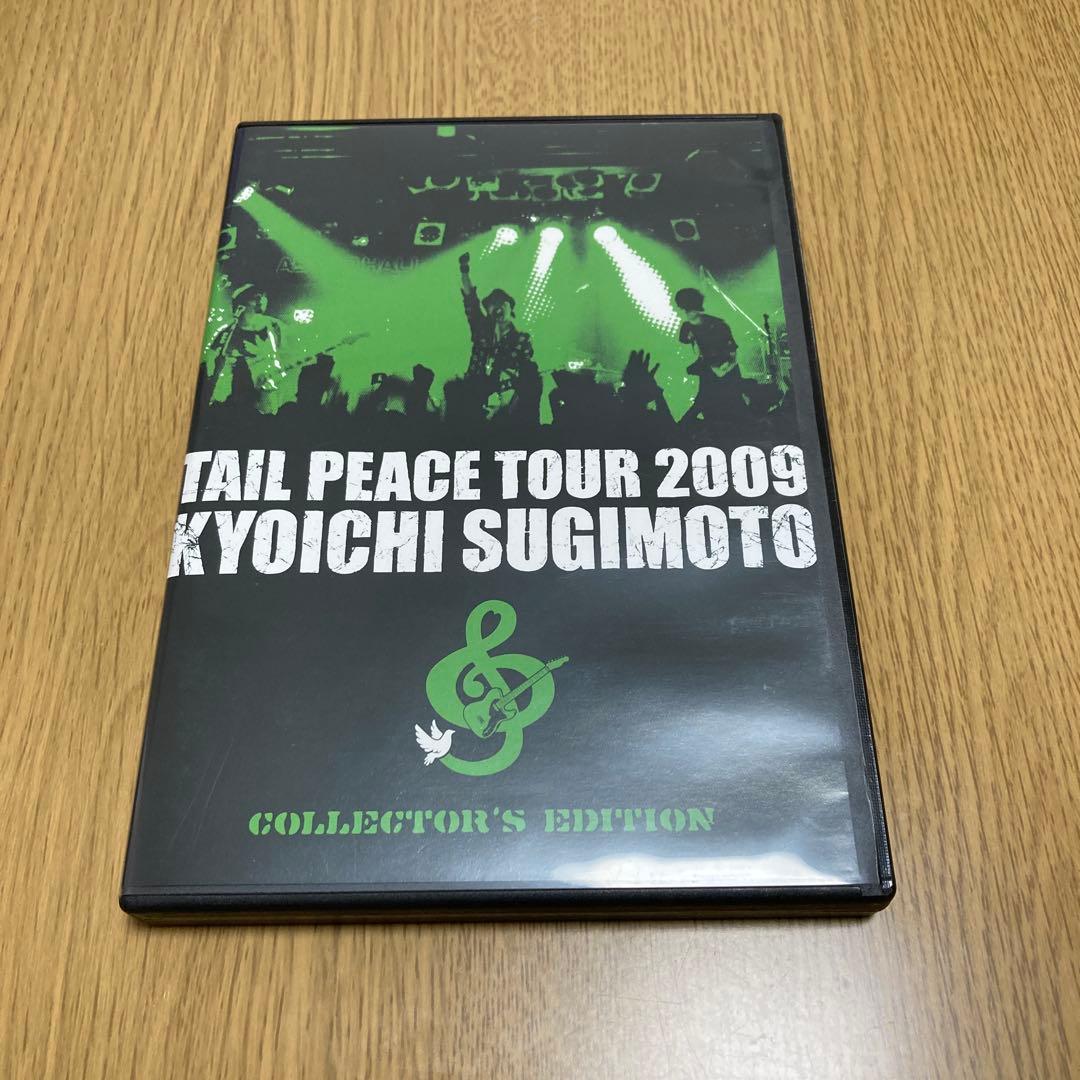 TAIL PEACE TOUR 2009
KYOICHI SUGIMOTO
COLLECTOR'S EDITION